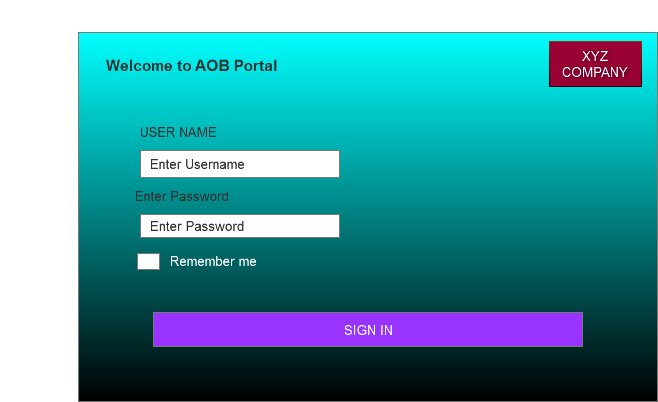 Welcome to AOB Portal
XYZ
COMPANY
USER NAME
Enter Username
Enter Password
Enter Password
Remember me
SIGN IN